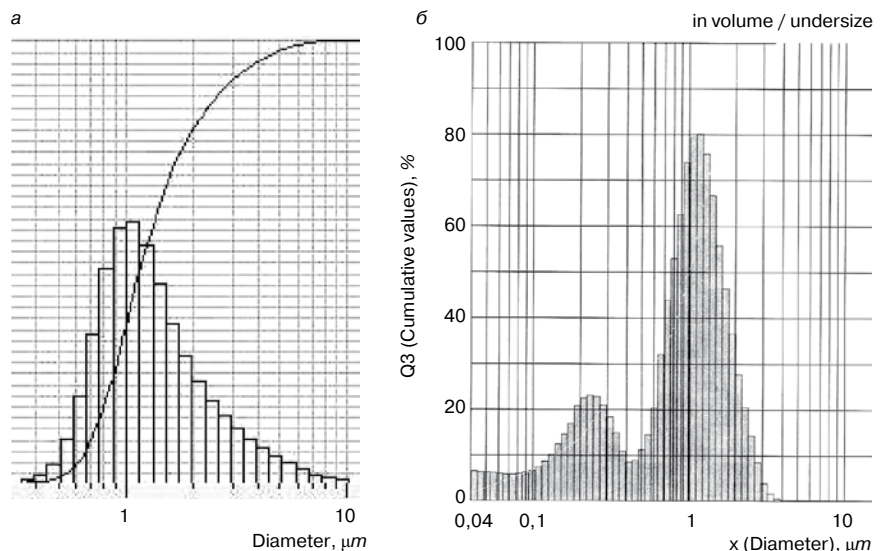 а
1
10
Diameter, μm
б
in volume / undersize
Q3 (Cumulative values), %
100
80
60
40
20
0
0,04
0,1
1
10
x (Diameter), μm